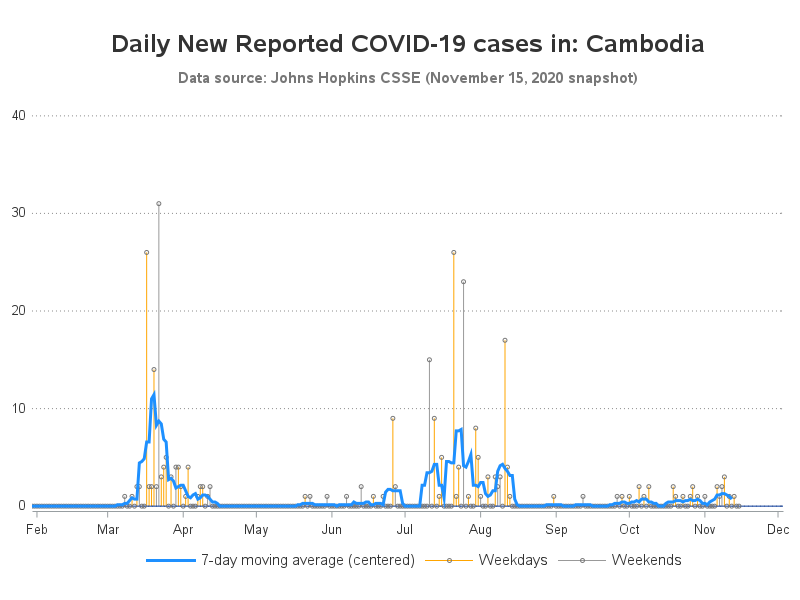 Daily New Reported COVID-19 cases in: Cambodia
Data source: Johns Hopkins CSSE (November 15, 2020 snapshot)
40
30
20
10
0
Feb Mar Apr May Jun Jul Aug Sep Oct Nov Dec
7-day moving average (centered) Weekdays Weekends